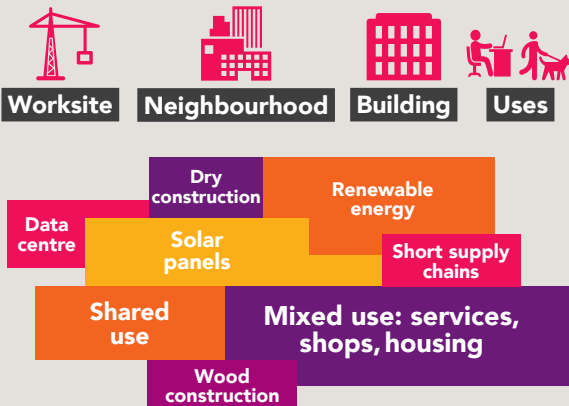 Worksite
Neighbourhood
Building
Uses
Dry
construction
Renewable
energy
Data
centre
Solar
panels
Short supply
chains
Shared
use
Mixed use: services,
shops, housing
Wood
construction